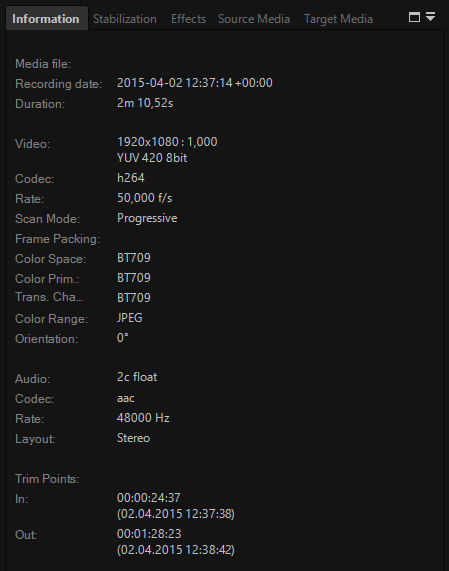 Information Stabilization Effects Source Media Target Media
Media file:
Recording date: 2015-04-02 12:37:14 +00:00
Duration: 2m 10,52s
Video: 1920x1080 : 1,000
YUV 420 8bit
Codec: h264
Rate: 50,000 f/s
Scan Mode: Progressive
Frame Packing:
Color Space: BT709
Color Prim.: BT709
Trans. Cha... BT709
Color Range: JPEG
Orientation: 0°
Audio: 2c float
Codec: aac
Rate: 48000 Hz
Layout: Stereo
Trim Points:
In: 00:00:24:37
(02.04.2015 12:37:38)
Out: 00:01:28:23
(02.04.2015 12:38:42)